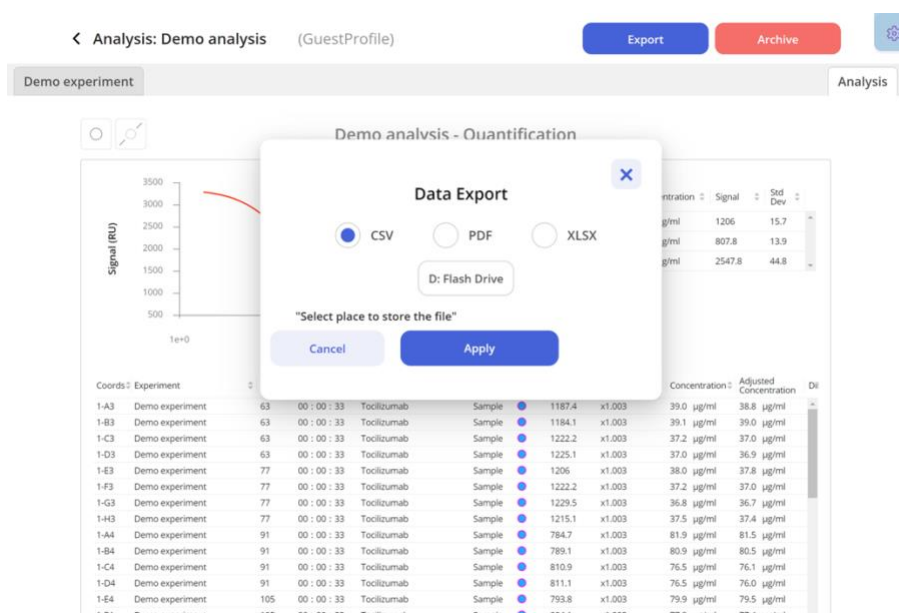 Analysis: Demo analysis (GuestProfile) Export Archive
Demo experiment Analysis
Demo analysis - Quantification
Data Export
CSV PDF XLSX
D: Flash Drive
"Select place to store the file"
Cancel Apply
Signal (RU)
3500
3000
2500
2000
1500
1000
500
1e+0
Signal Std Dev
g/ml 1206 15.7
g/ml 807.8 13.9
g/ml 2547.8 44.8
Coords Experiment Concentration Adjusted Concentration Dil
1-A3 Demo experiment 63 00 : 00 : 33 Tocilizumab Sample 1187.4 x1.003 39.0 µg/ml 38.8 µg/ml
1-B3 Demo experiment 63 00 : 00 : 33 Tocilizumab Sample 1184.1 x1.003 39.1 µg/ml 39.0 µg/ml
1-C3 Demo experiment 63 00 : 00 : 33 Tocilizumab Sample 1222.2 x1.003 37.2 µg/ml 37.0 µg/ml
1-D3 Demo experiment 63 00 : 00 : 33 Tocilizumab Sample 1225.1 x1.003 37.0 µg/ml 36.9 µg/ml
1-E3 Demo experiment 77 00 : 00 : 33 Tocilizumab Sample 1206 x1.003 38.0 µg/ml 37.8 µg/ml
1-F3 Demo experiment 77 00 : 00 : 33 Tocilizumab Sample 1222.2 x1.003 37.2 µg/ml 37.0 µg/ml
1-G3 Demo experiment 77 00 : 00 : 33 Tocilizumab Sample 1229.5 x1.003 36.8 µg/ml 36.7 µg/ml
1-H3 Demo experiment 77 00 : 00 : 33 Tocilizumab Sample 1215.1 x1.003 37.5 µg/ml 37.4 µg/ml
1-A4 Demo experiment 91 00 : 00 : 33 Tocilizumab Sample 784.7 x1.003 81.9 µg/ml 81.5 µg/ml
1-B4 Demo experiment 91 00 : 00 : 33 Tocilizumab Sample 789.1 x1.003 80.9 µg/ml 80.5 µg/ml
1-C4 Demo experiment 91 00 : 00 : 33 Tocilizumab Sample 810.9 x1.003 76.5 µg/ml 76.1 µg/ml
1-D4 Demo experiment 91 00 : 00 : 33 Tocilizumab Sample 811.1 x1.003 76.5 µg/ml 76.0 µg/ml
1-E4 Demo experiment 105 00 : 00 : 33 Tocilizumab Sample 793.8 x1.003 79.9 µg/ml 79.5 µg/ml